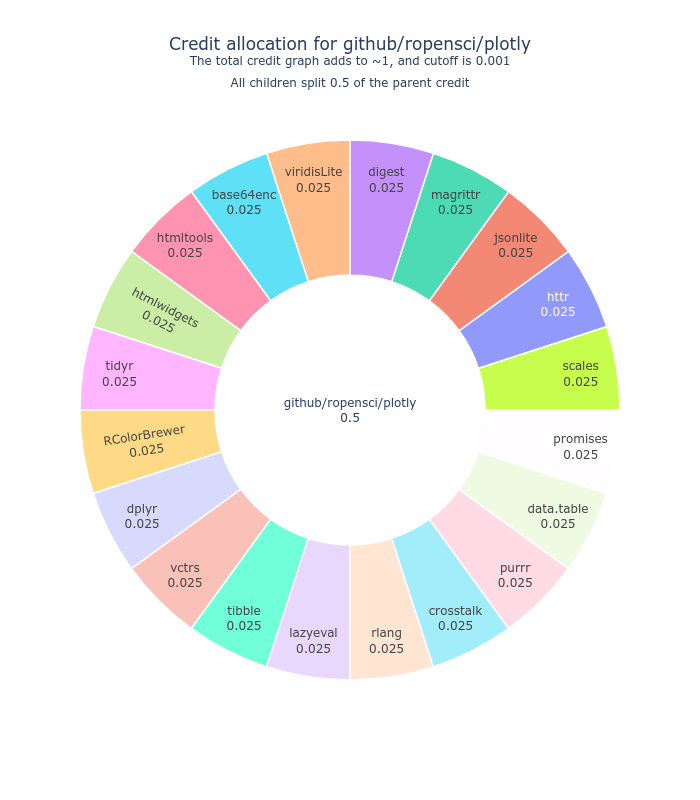 Credit allocation for github/ropensci/plotly
The total credit graph adds to ~1, and cutoff is 0.001
All children split 0.5 of the parent credit
viridisLite
0.025
digest
0.025
base64enc
0.025
magrittr
0.025
htmltools
0.025
jsonlite
0.025
htmlwidgets
0.025
httr
0.025
tidyr
0.025
scales
0.025
github/ropensci/plotly
0.5
RColorBrewer
0.025
promises
0.025
dplyr
0.025
data.table
0.025
vctrs
0.025
purrr
0.025
tibble
0.025
crosstalk
0.025
lazyeval
0.025
rlang
0.025